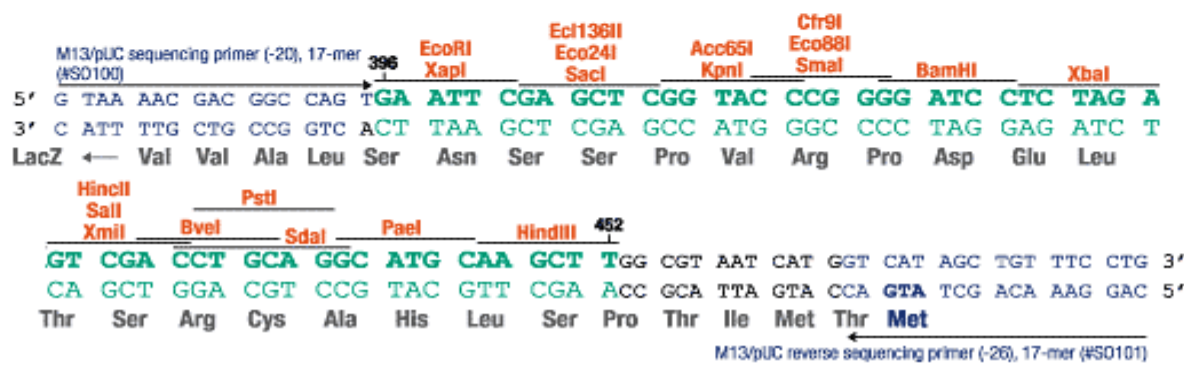 EcoRI Ecl136II Acc65I Cfr9I BamHI XbaI
XapI Eco24I KpnI Eco88I
SacI SmaI
M13/pUC sequencing primer (-20), 17-mer
(#SO100)
396
5' G TAA AAC GAC GGC CAG TGA ATT CGA GCT CGG TAC CCG GGG ATC CTC TAG A
3' C ATT TTG CTG CCG GTC ACT TAA GCT CGA GCC ATG GGC CCC TAG GAG ATC T
LacZ ← Val Val Ala Leu Ser Asn Ser Ser Pro Val Arg Pro Asp Glu Leu
HincII
SalI PstI
XmiI BveI SdaI PaeI HindIII 452
GT CGA CCT GCA GGC ATG CAA GCT TGG CGT AAT CAT GGT CAT AGC TGT TTC CTG 3'
CA GCT GGA CGT CCG TAC GTT CGA ACC GCA TTA GTA CCA GTA TCG ACA AAG GAC 5'
Thr Ser Arg Cys Ala His Leu Ser Pro Thr Ile Met Thr Met
M13/pUC reverse sequencing primer (-26), 17-mer (#SO101)